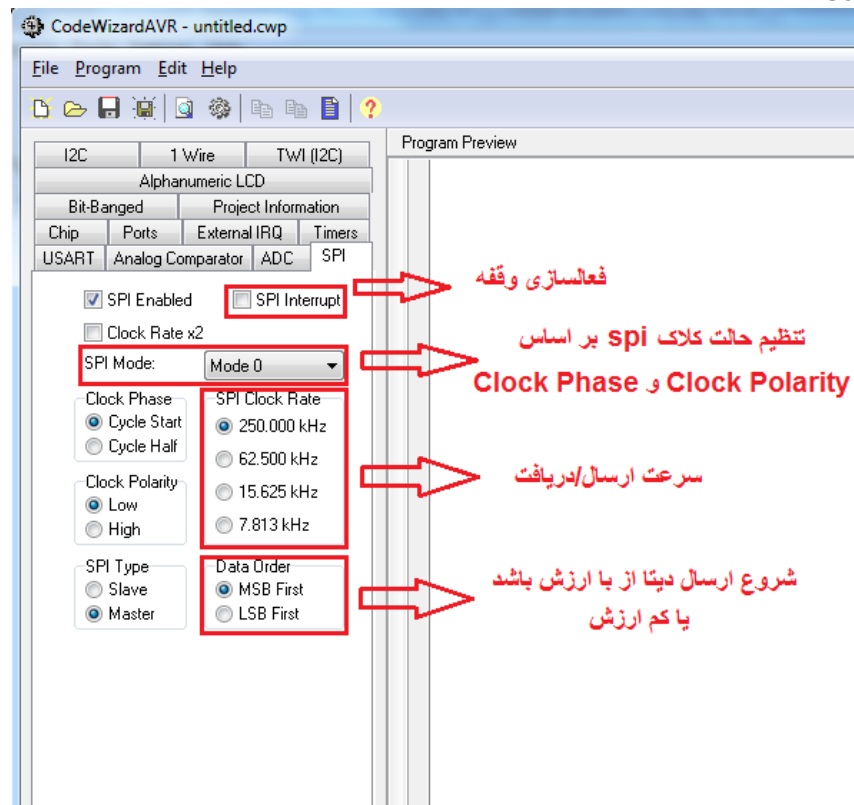 CodeWizardAVR - untitled.cwp
File Program Edit Help
I2C 1 Wire TWI (I2C)
Alphanumeric LCD
Bit-Banged Project Information
Chip Ports External IRQ Timers
USART Analog Comparator ADC SPI
Program Preview
SPI Enabled SPI Interrupt
فعالسازی وقفه
Clock Rate x2
SPI Mode: Mode 0
تنظیم حالت کلاک spi بر اساس
Clock Polarity و Clock Phase
Clock Phase
Cycle Start
Cycle Half
Clock Polarity
Low
High
SPI Clock Rate
250.000 kHz
62.500 kHz
15.625 kHz
7.813 kHz
سرعت ارسال/دریافت
SPI Type
Slave
Master
Data Order
MSB First
LSB First
شروع ارسال دیتا از با ارزش باشد
یا کم ارزش